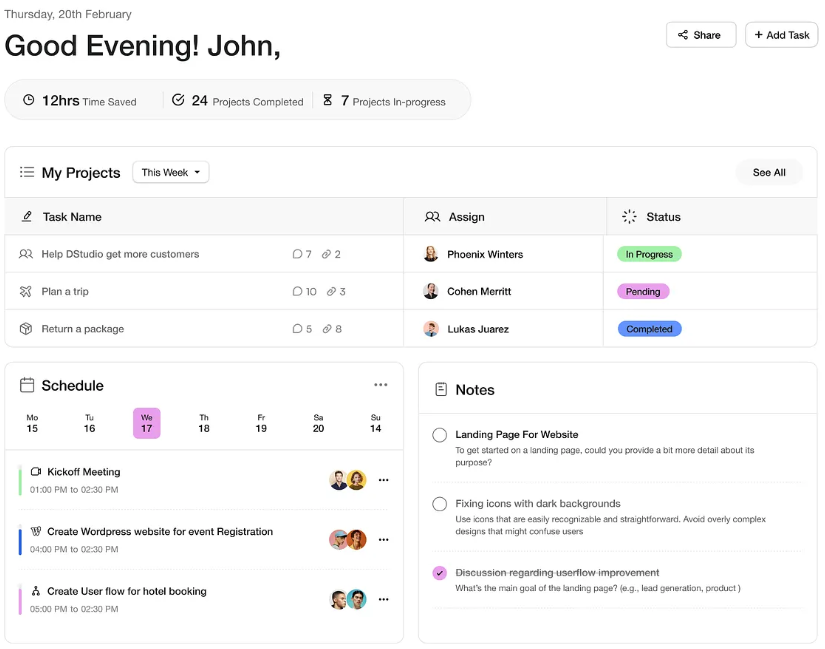 Thursday, 20th February
Good Evening! John,
Share
+ Add Task
12hrs Time Saved
24 Projects Completed
7 Projects In-progress
My Projects
This Week
See All
Task Name
Assign
Status
Help DStudio get more customers
7
2
Phoenix Winters
In Progress
Plan a trip
10
3
Cohen Merritt
Pending
Return a package
5
8
Lukas Juarez
Completed
Schedule
Mo Tu We Th Fr Sa Su
15 16 17 18 19 20 14
Kickoff Meeting
01:00 PM to 02:30 PM
Create Wordpress website for event Registration
04:00 PM to 02:30 PM
Create User flow for hotel booking
05:00 PM to 02:30 PM
Notes
Landing Page For Website
To get started on a landing page, could you provide a bit more detail about its
purpose?
Fixing icons with dark backgrounds
Use icons that are easily recognizable and straightforward. Avoid overly complex
designs that might confuse users
Discussion regarding userflow improvement
What's the main goal of the landing page? (e.g., lead generation, product )